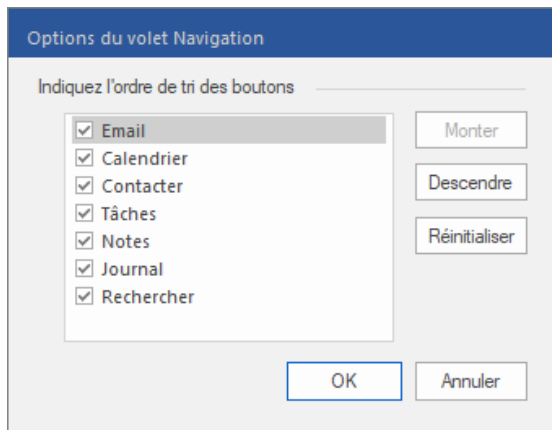 Options du volet Navigation
Indiquez l'ordre de tri des boutons
Email
Calendrier
Contacter
Tâches
Notes
Journal
Rechercher
Monter
Descendre
Réinitialiser
OK
Annuler